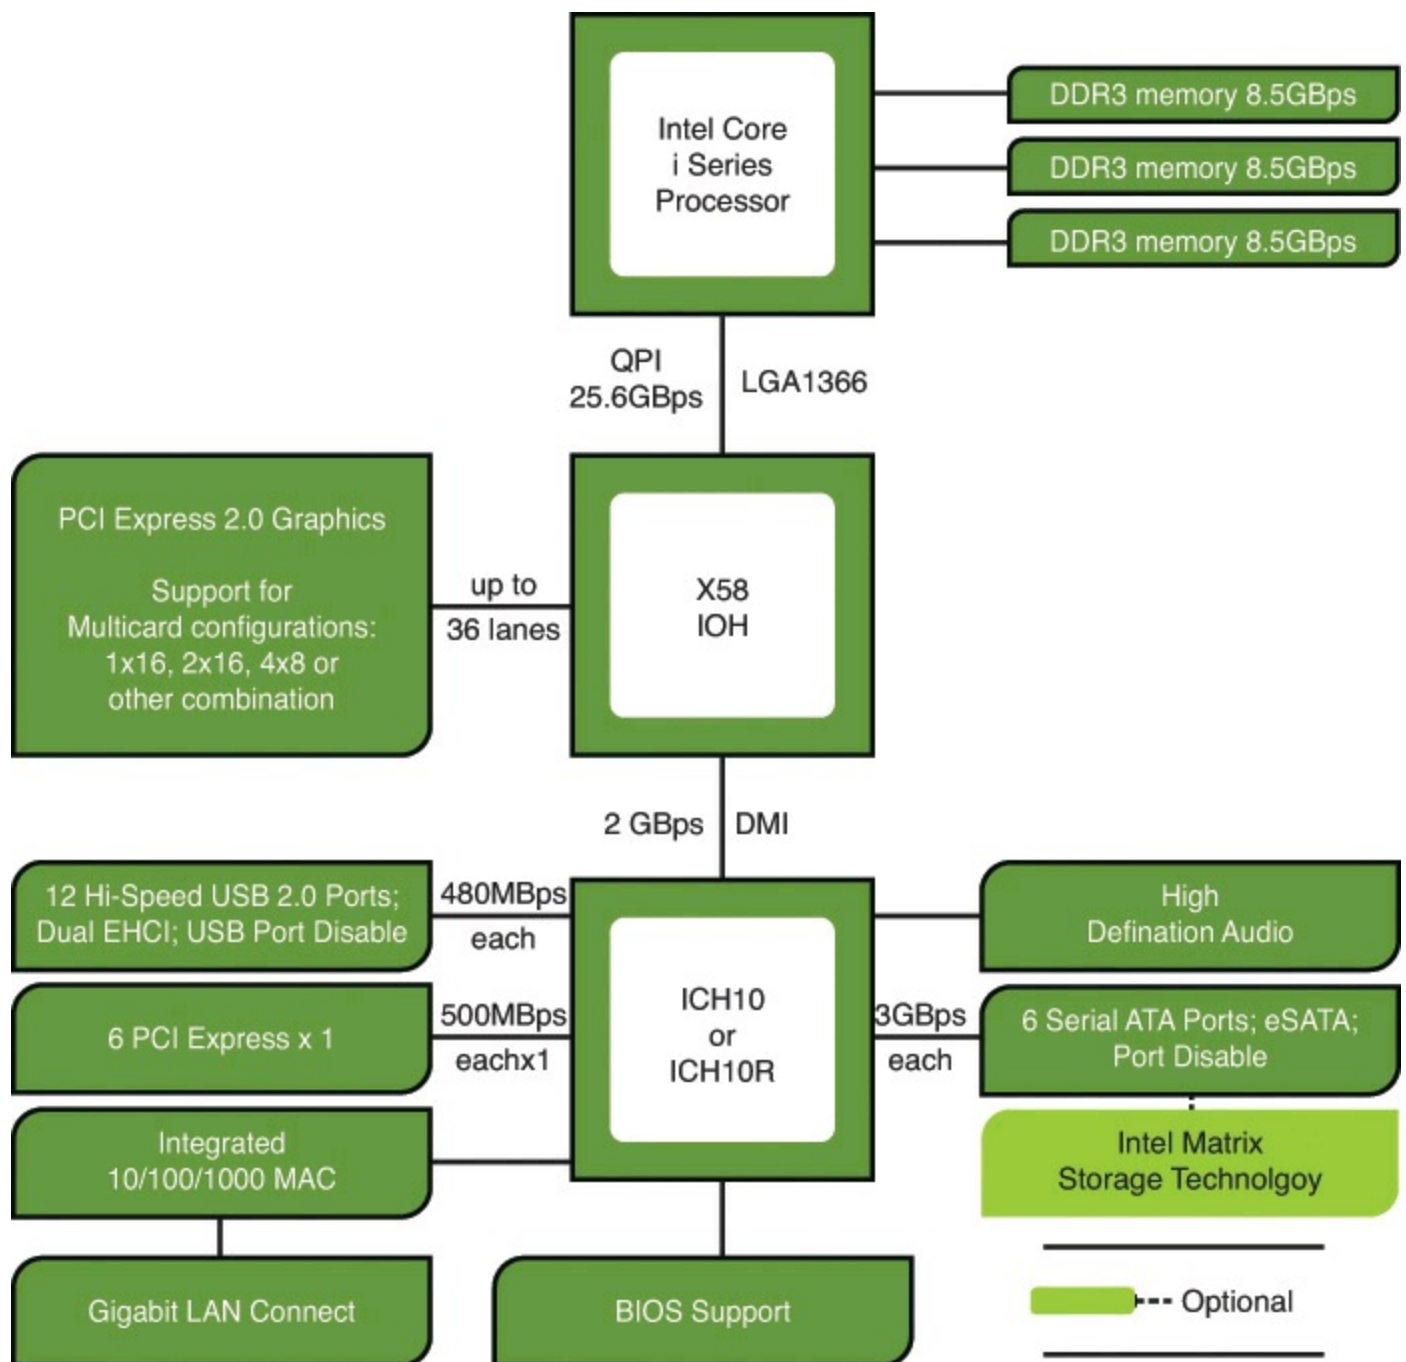 Intel Core
i Series
Processor
DDR3 memory 8.5GBps
DDR3 memory 8.5GBps
DDR3 memory 8.5GBps
QPI
25.6GBps
LGA1366
PCI Express 2.0 Graphics
Support for
Multicard configurations:
1x16, 2x16, 4x8 or
other combination
up to
36 lanes
X58
IOH
2 GBps
DMI
12 Hi-Speed USB 2.0 Ports;
Dual EHCI; USB Port Disable
480MBps
each
High
Defination Audio
6 PCI Express x 1
500MBps
eachx1
ICH10
or
ICH10R
3GBps
each
6 Serial ATA Ports; eSATA;
Port Disable
Integrated
10/100/1000 MAC
Intel Matrix
Storage Technolgoy
Gigabit LAN Connect
BIOS Support
Optional